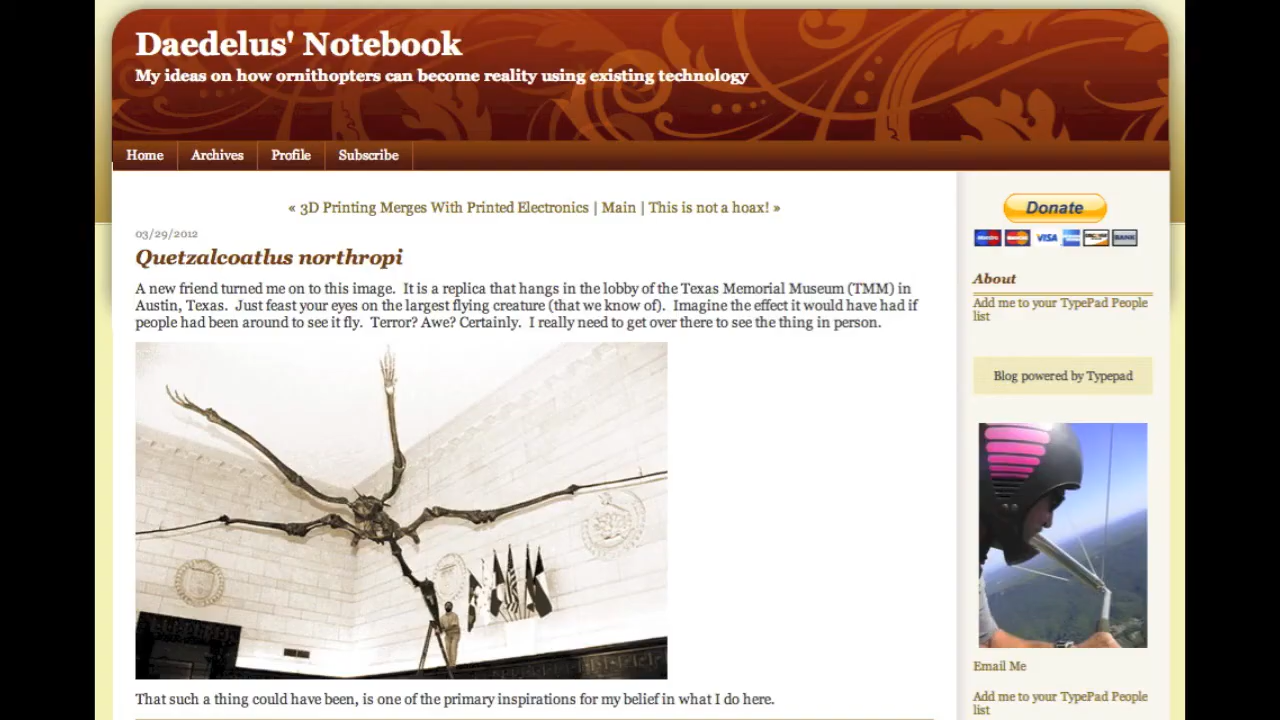 Daedelus' Notebook
My ideas on how ornithopters can become reality using existing technology
Home Archives Profile Subscribe
« 3D Printing Merges With Printed Electronics | Main | This is not a hoax! »
03/29/2012
Quetzalcoatlus northropi
A new friend turned me on to this image. It is a replica that hangs in the lobby of the Texas Memorial Museum (TMM) in
Austin, Texas. Just feast your eyes on the largest flying creature (that we know of). Imagine the effect it would have had if
people had been around to see it fly. Terror? Awe? Certainly. I really need to get over there to see the thing in person.
That such a thing could have been, is one of the primary inspirations for my belief in what I do here.
Donate
VISA
BANK
About
Add me to your TypePad People
list
Blog powered by Typepad
Email Me
Add me to your TypePad People
list